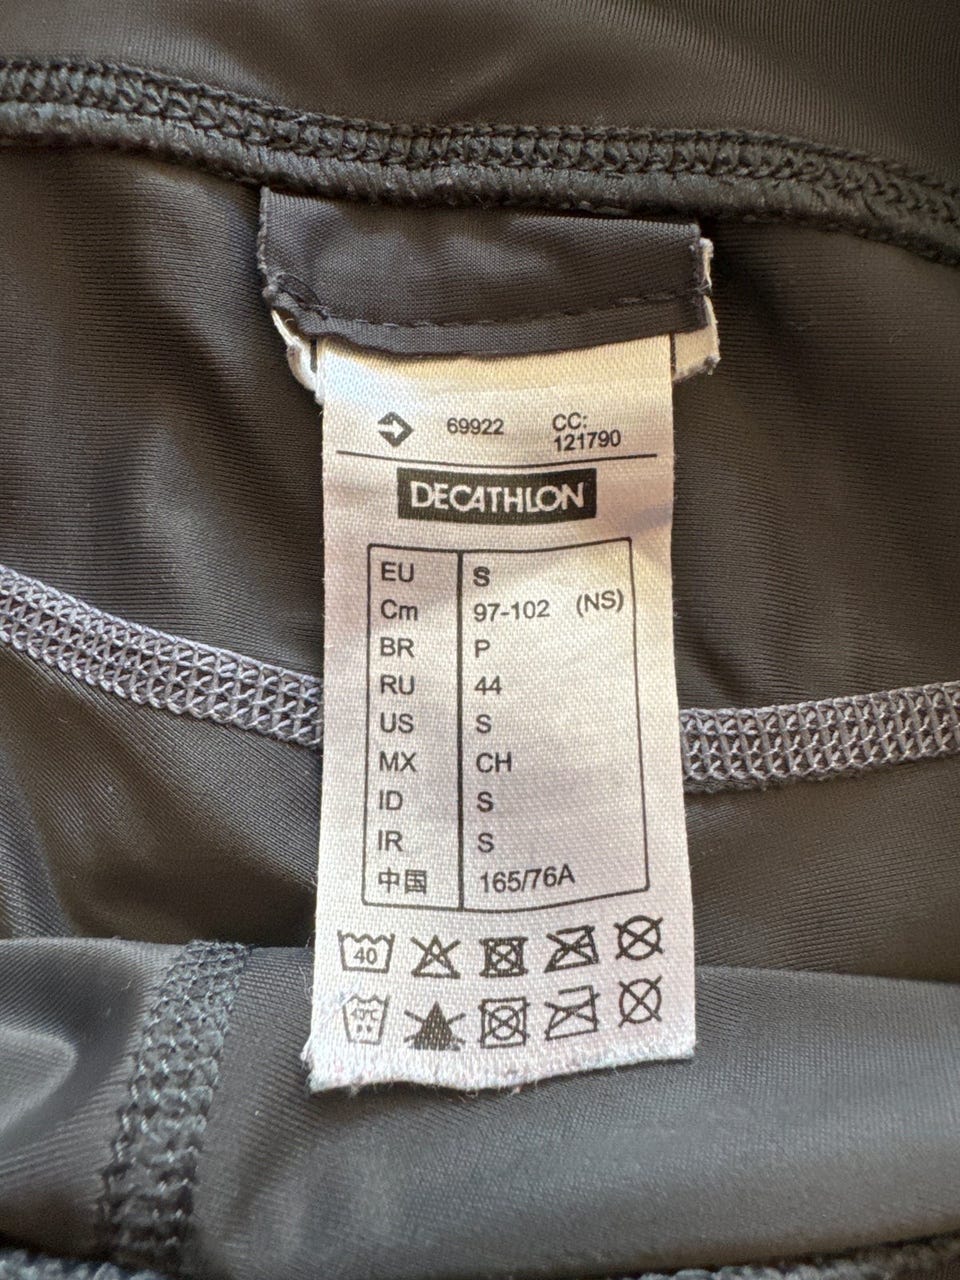 69922 CC:
121790
DECATHLON
EU S
Cm 97-102 (NS)
BR P
RU 44
US S
MX CH
ID S
IR S
中国 165/76A
40